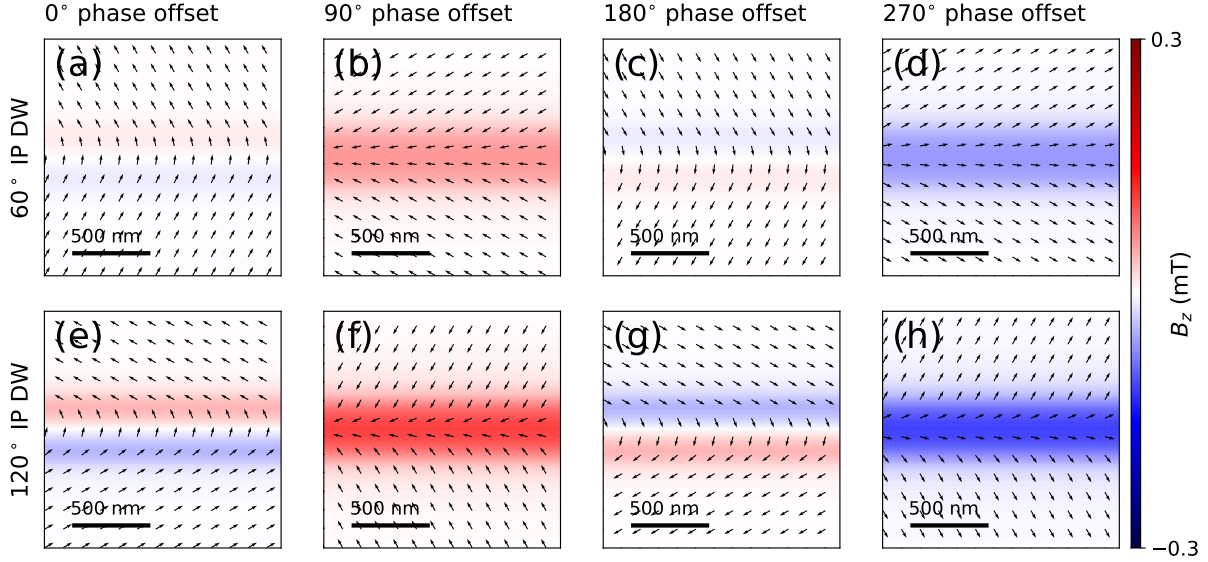 0° phase offset 90° phase offset 180° phase offset 270° phase offset
60° IP DW
(a) (b) (c) (d)
500 nm 500 nm 500 nm 500 nm
120° IP DW
(e) (f) (g) (h)
500 nm 500 nm 500 nm 500 nm
0.3
B_z (mT)
−0.3